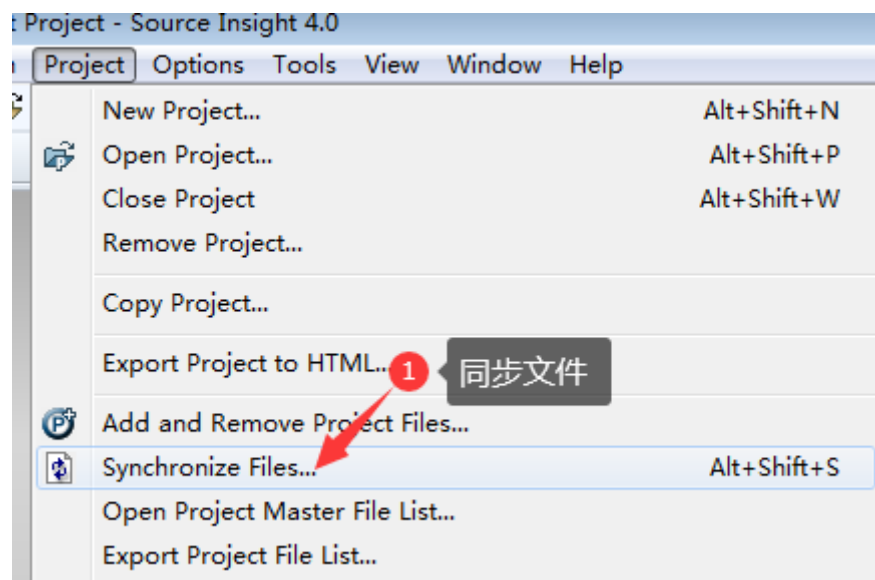 Project - Source Insight 4.0
Project Options Tools View Window Help
New Project... Alt+Shift+N
Open Project... Alt+Shift+P
Close Project Alt+Shift+W
Remove Project...
Copy Project...
Export Project to HTML...
1 同步文件
Add and Remove Project Files...
Synchronize Files... Alt+Shift+S
Open Project Master File List...
Export Project File List...